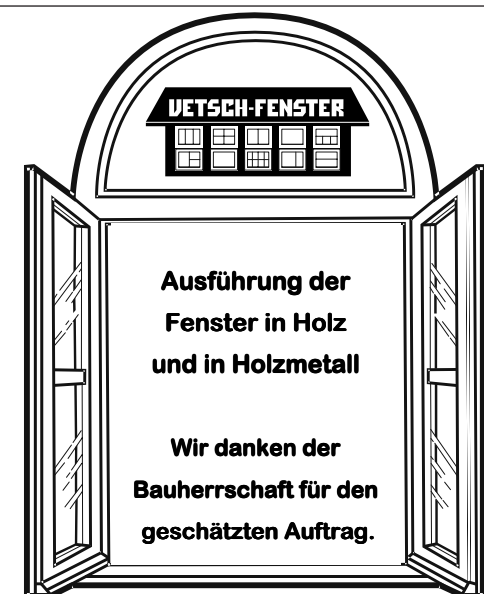 VETSCH-FENSTER
Ausführung der
Fenster in Holz
und in Holzmetall
Wir danken der
Bauherrschaft für den
geschätzten Auftrag.